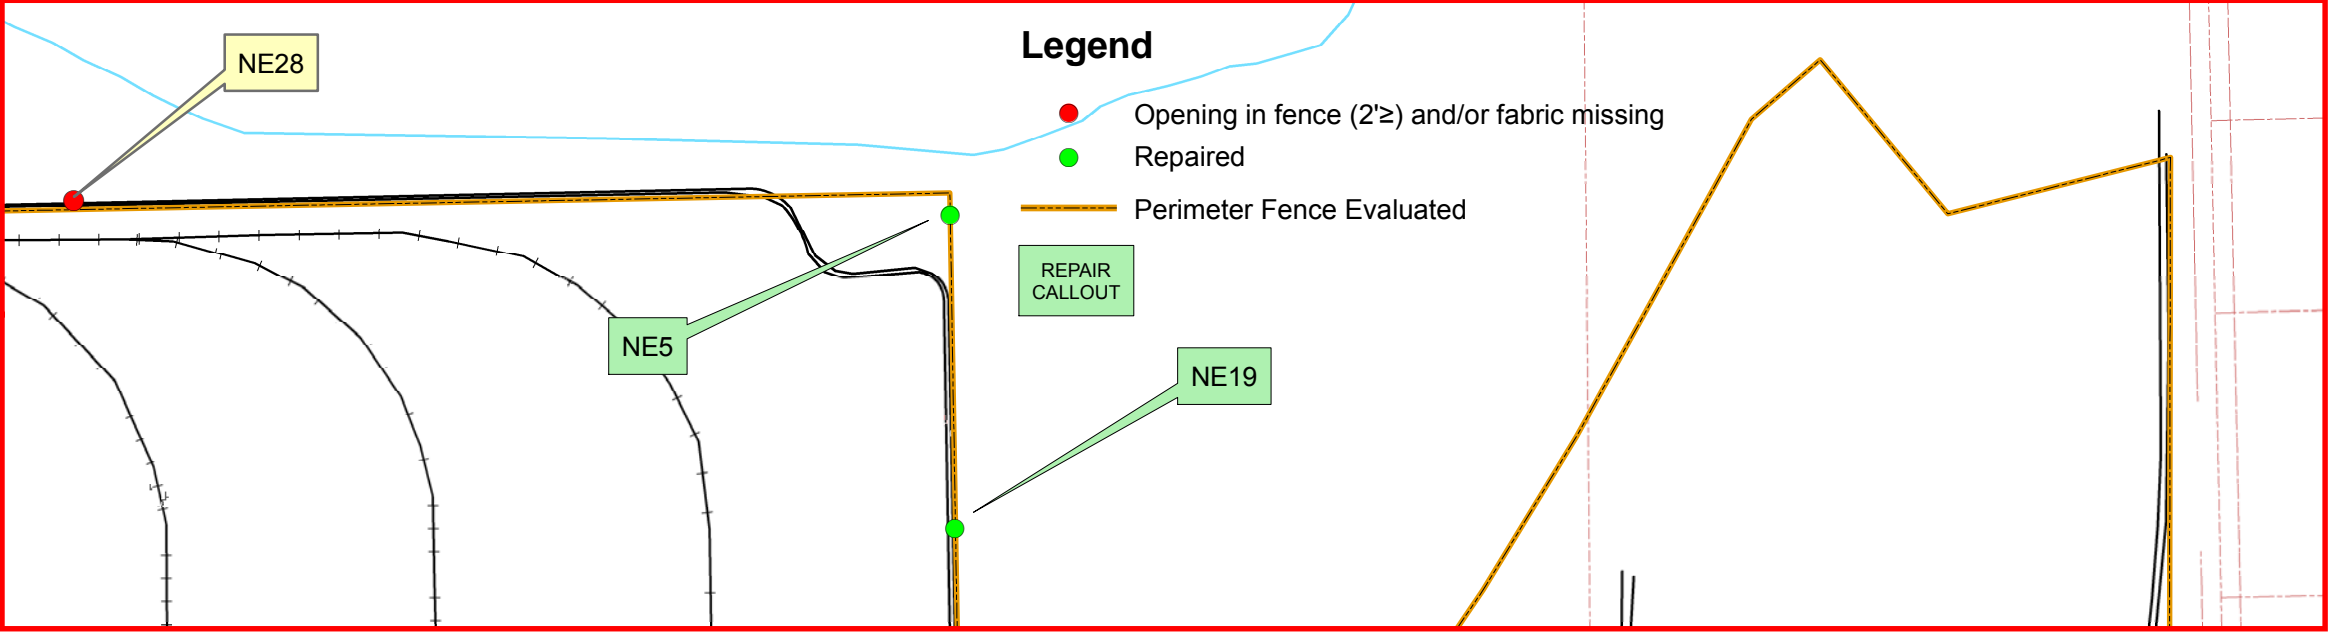 NE28
Legend
Opening in fence (2'≥) and/or fabric missing
Repaired
Perimeter Fence Evaluated
REPAIR
CALLOUT
NE5
NE19